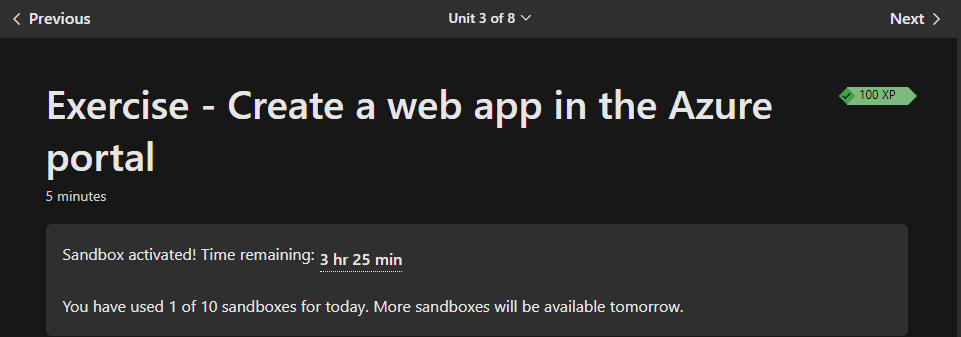 Previous
Unit 3 of 8
Next
Exercise - Create a web app in the Azure
portal
100 XP
5 minutes
Sandbox activated! Time remaining: 3 hr 25 min
You have used 1 of 10 sandboxes for today. More sandboxes will be available tomorrow.